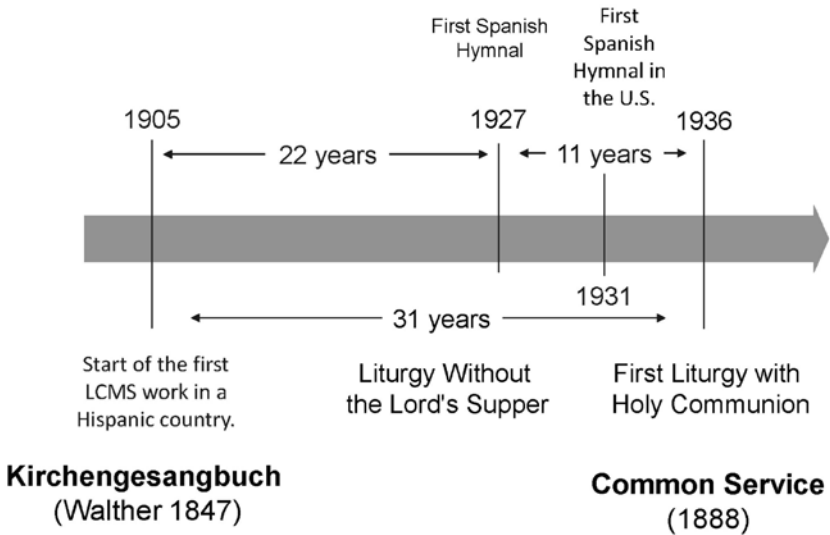 First Spanish
Hymnal
First
Spanish
Hymnal in
the U.S.
1905
1927
1936
22 years
11 years
1931
31 years
Start of the first
LCMS work in a
Hispanic country.
Liturgy Without
the Lord's Supper
First Liturgy with
Holy Communion
Kirchengesangbuch
(Walther 1847)
Common Service
(1888)